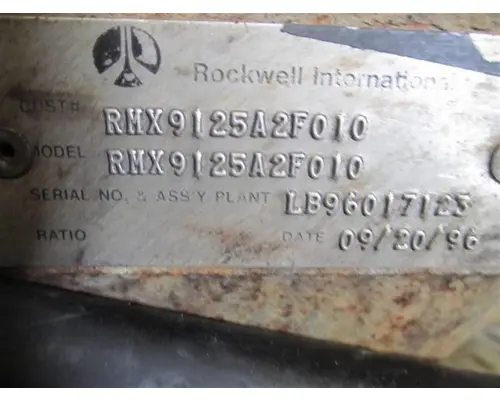 Rockwell International
CUST.# RMX9125A2F010
MODEL RMX9125A2F010
SERIAL NO. & ASS'Y PLANT LB96017123
RATIO DATE 09/20/96